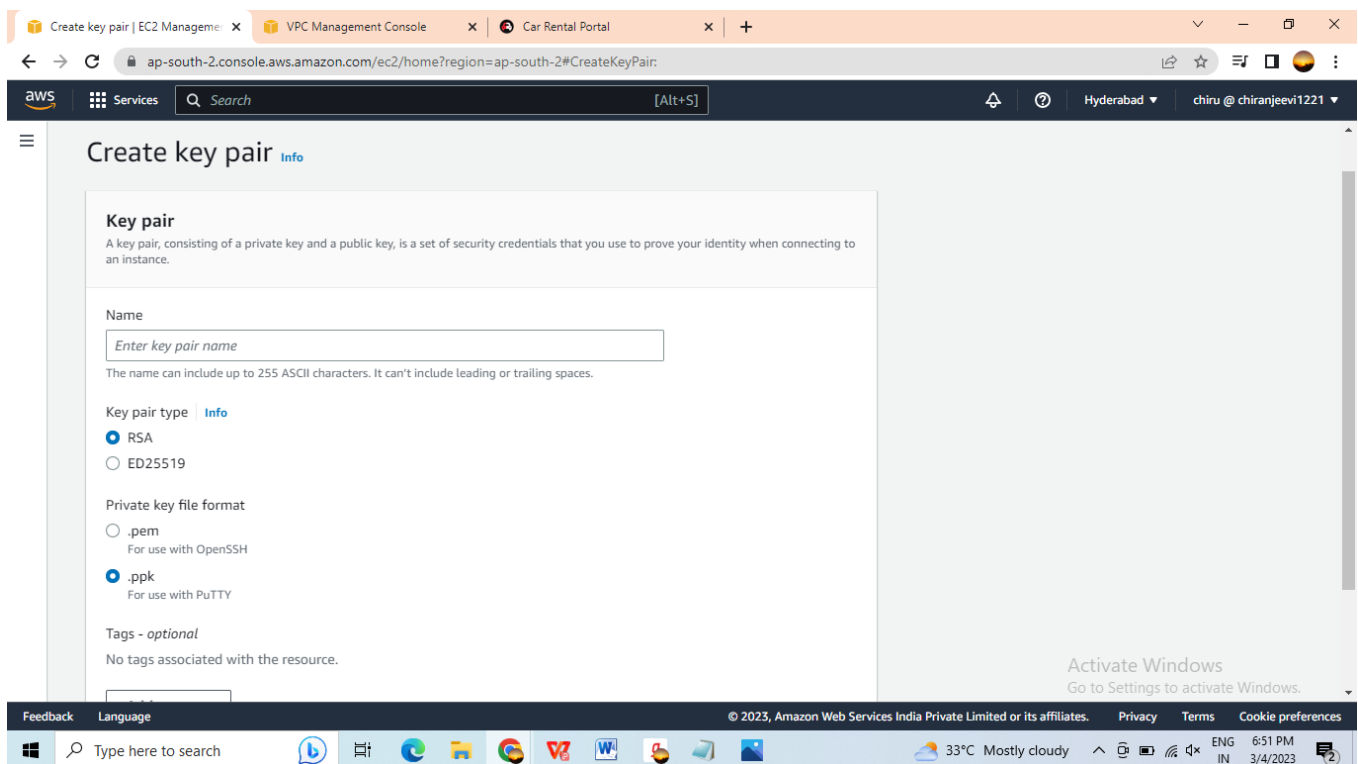 Create key pair | EC2 Manageme
VPC Management Console
Car Rental Portal
ap-south-2.console.aws.amazon.com/ec2/home?region=ap-south-2#CreateKeyPair:
aws
Services
Search
[Alt+S]
Hyderabad
chiru @ chiranjeevi1221
Create key pair Info
Key pair
A key pair, consisting of a private key and a public key, is a set of security credentials that you use to prove your identity when connecting to
an instance.
Name
Enter key pair name
The name can include up to 255 ASCII characters. It can't include leading or trailing spaces.
Key pair type Info
RSA
ED25519
Private key file format
.pem
For use with OpenSSH
.ppk
For use with PuTTY
Tags - optional
No tags associated with the resource.
Activate Windows
Go to Settings to activate Windows.
Feedback Language © 2023, Amazon Web Services India Private Limited or its affiliates. Privacy Terms Cookie preferences
Type here to search
33°C Mostly cloudy
ENG
IN
6:51 PM
3/4/2023
2